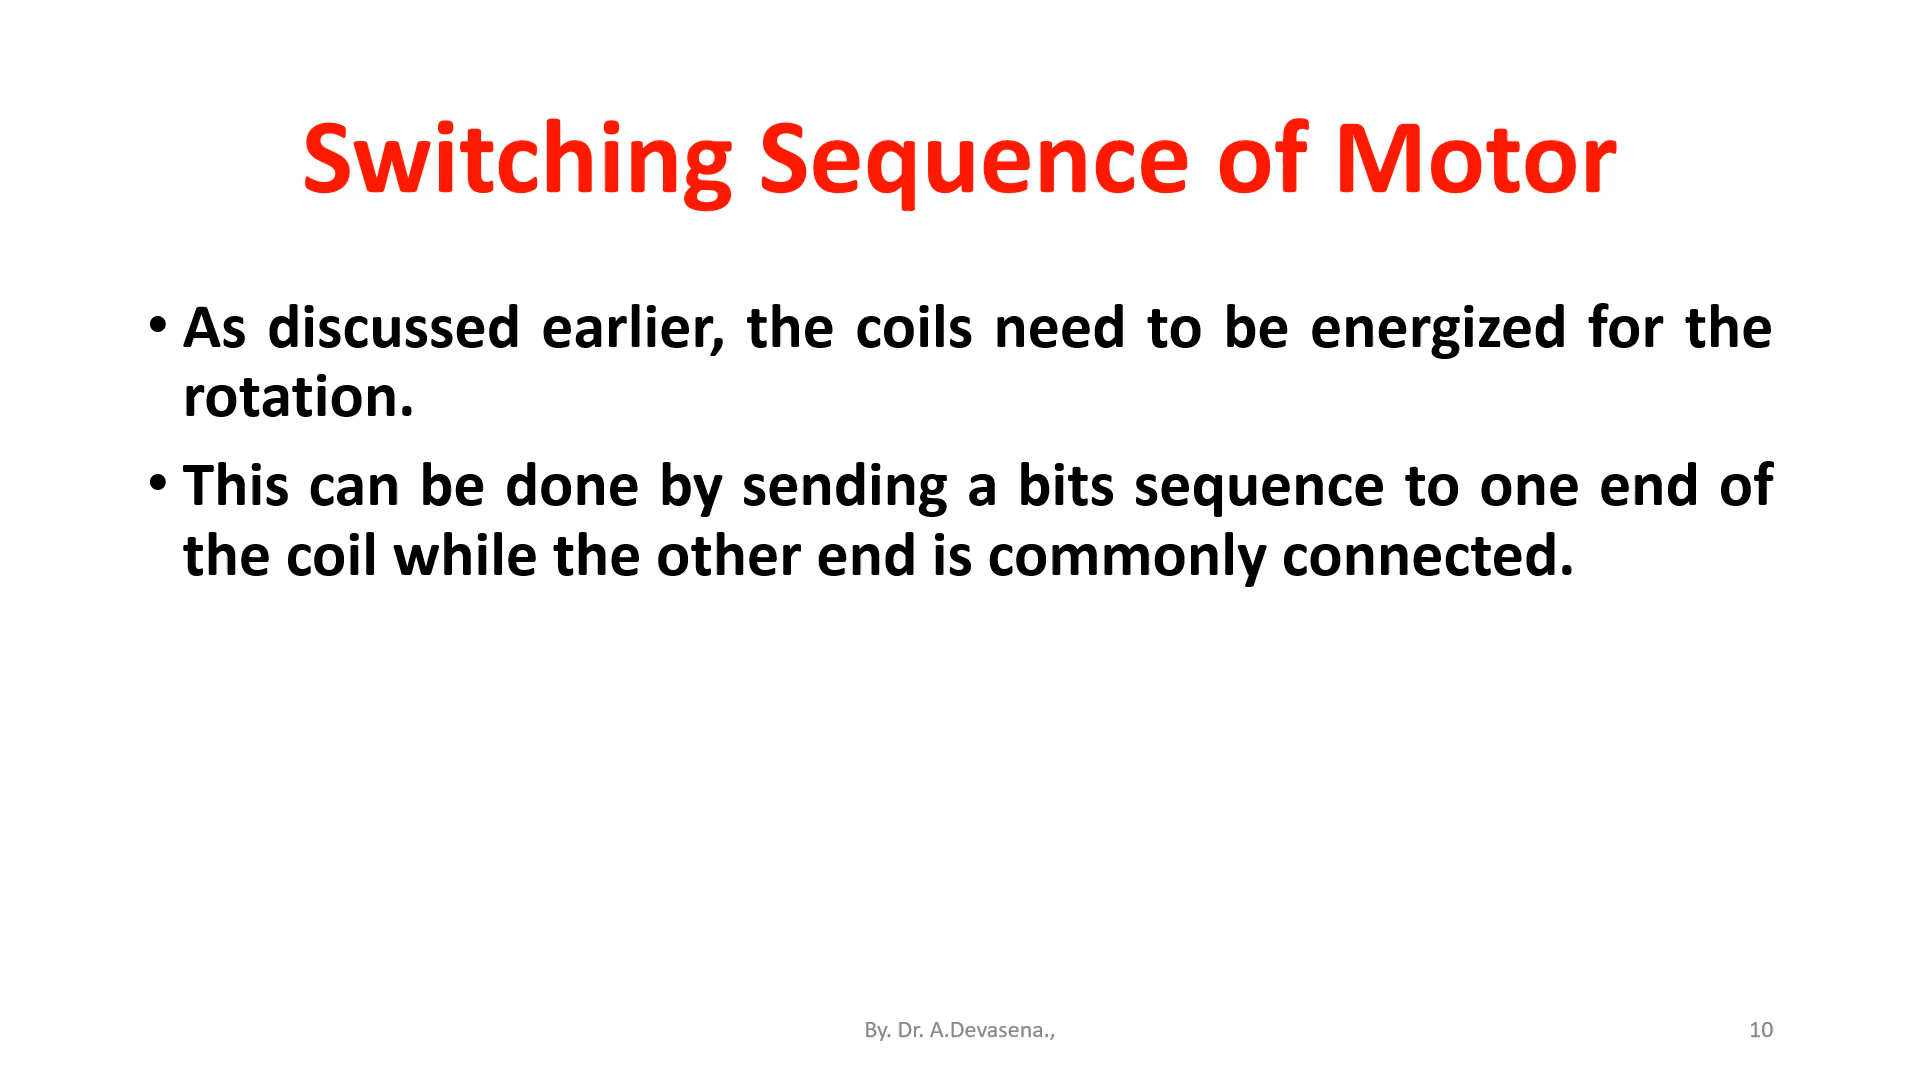 Switching Sequence of Motor
• As discussed earlier, the coils need to be energized for the
rotation.
• This can be done by sending a bits sequence to one end of
the coil while the other end is commonly connected.
By. Dr. A.Devasena.,
10